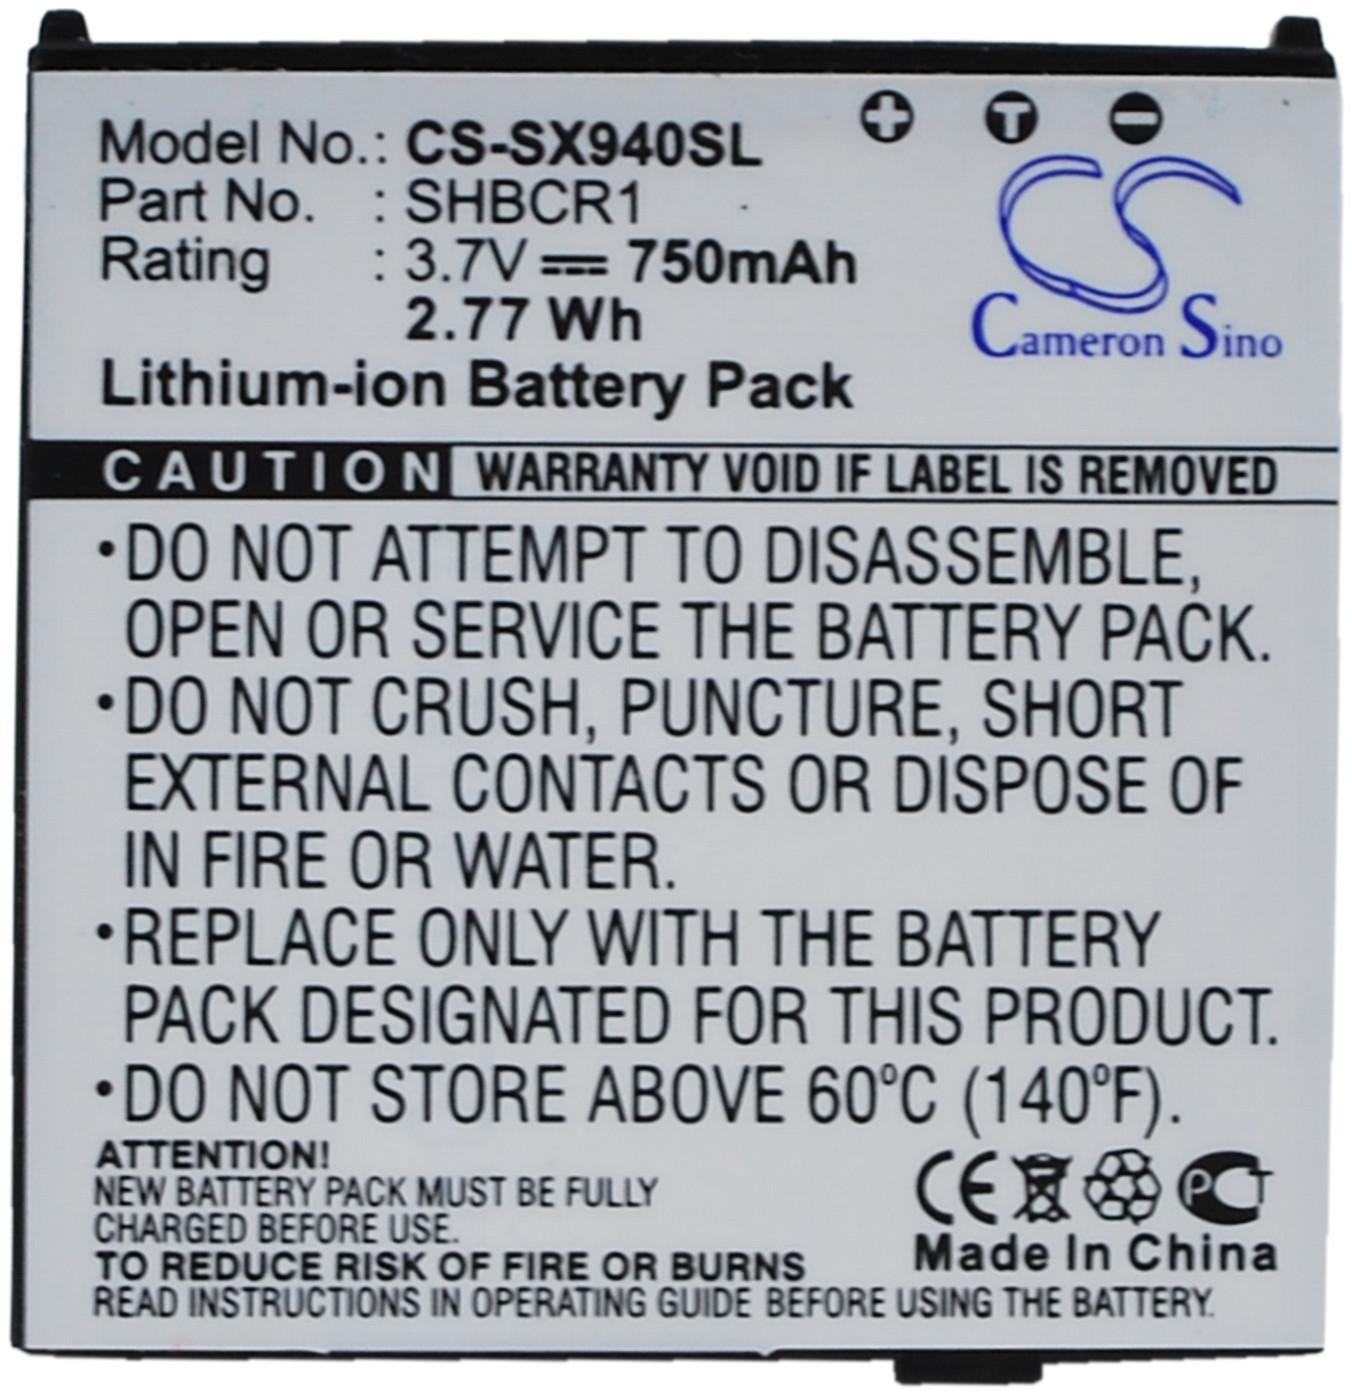 Model No.: CS-SX940SL
Part No. : SHBCR1
Rating : 3.7V 750mAh
2.77 Wh
Lithium-ion Battery Pack
+ T -
CS
Cameron Sino
CAUTION WARRANTY VOID IF LABEL IS REMOVED
•DO NOT ATTEMPT TO DISASSEMBLE,
OPEN OR SERVICE THE BATTERY PACK.
•DO NOT CRUSH, PUNCTURE, SHORT
EXTERNAL CONTACTS OR DISPOSE OF
IN FIRE OR WATER.
•REPLACE ONLY WITH THE BATTERY
PACK DESIGNATED FOR THIS PRODUCT.
•DO NOT STORE ABOVE 60°C (140°F).
ATTENTION!
NEW BATTERY PACK MUST BE FULLY
CHARGED BEFORE USE.
TO REDUCE RISK OF FIRE OR BURNS
READ INSTRUCTIONS IN OPERATING GUIDE BEFORE USING THE BATTERY.
CE PCT
Made In China